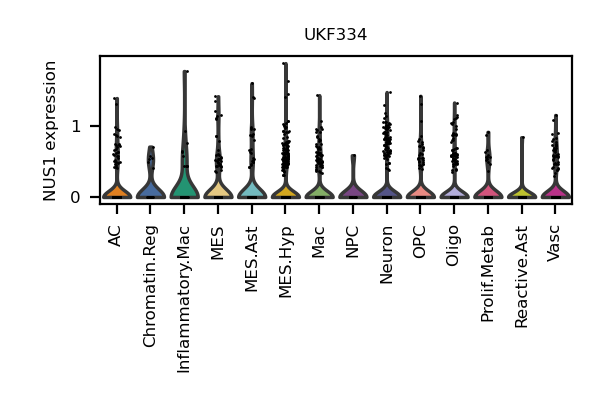 UKF334
NUS1 expression
1
0
AC
Chromatin.Reg
Inflammatory.Mac
MES
MES.Ast
MES.Hyp
Mac
NPC
Neuron
OPC
Oligo
Prolif.Metab
Reactive.Ast
Vasc